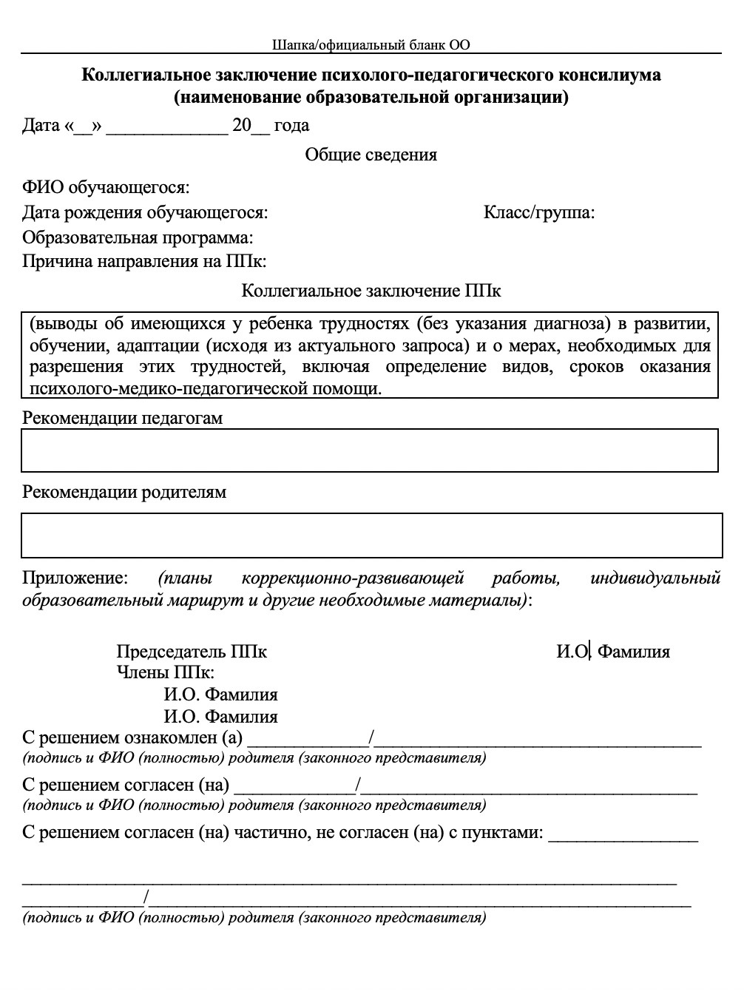 Шапка/официальный бланк ОО
Коллегиальное заключение психолого-педагогического консилиума
(наименование образовательной организации)
Дата «__» _____________ 20__ года
Общие сведения
ФИО обучающегося:
Дата рождения обучающегося: Класс/группа:
Образовательная программа:
Причина направления на ППк:
Коллегиальное заключение ППк
(выводы об имеющихся у ребенка трудностях (без указания диагноза) в развитии,
обучении, адаптации (исходя из актуального запроса) и о мерах, необходимых для
разрешения этих трудностей, включая определение видов, сроков оказания
психолого-медико-педагогической помощи.
Рекомендации педагогам
Рекомендации родителям
Приложение: (планы коррекционно-развивающей работы, индивидуальный
образовательный маршрут и другие необходимые материалы):
Председатель ППк И.О. Фамилия
Члены ППк:
И.О. Фамилия
И.О. Фамилия
С решением ознакомлен (а) _____________/___________________________________
(подпись и ФИО (полностью) родителя (законного представителя)
С решением согласен (на) _____________/____________________________________
(подпись и ФИО (полностью) родителя (законного представителя)
С решением согласен (на) частично, не согласен (на) с пунктами: ________________
______________________________________________________________________
_____________/__________________________________________________________
(подпись и ФИО (полностью) родителя (законного представителя)